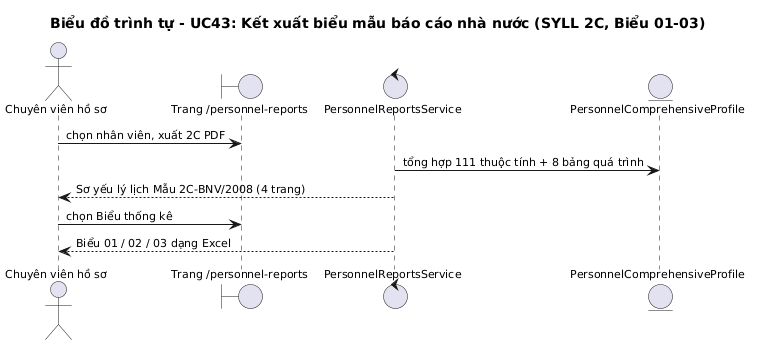 Biểu đồ trình tự - UC43: Kết xuất biểu mẫu báo cáo nhà nước (SYLL 2C, Biểu 01-03)
Chuyên viên hồ sơ
Trang /personnel-reports
PersonnelReportsService
PersonnelComprehensiveProfile
chọn nhân viên, xuất 2C PDF
tổng hợp 111 thuộc tính + 8 bảng quá trình
Sơ yếu lý lịch Mẫu 2C-BNV/2008 (4 trang)
chọn Biểu thống kê
Biểu 01 / 02 / 03 dạng Excel
Chuyên viên hồ sơ
Trang /personnel-reports
PersonnelReportsService
PersonnelComprehensiveProfile